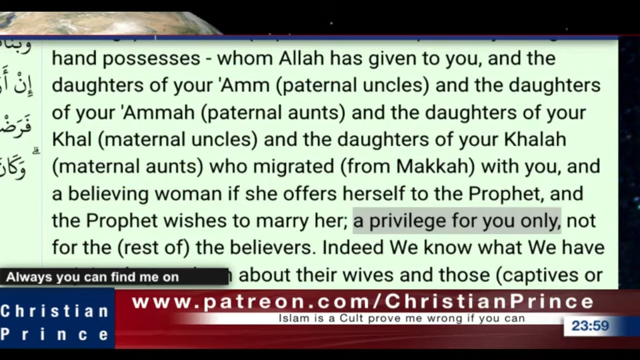 hand possesses - whom Allah has given to you, and the
daughters of your 'Amm (paternal uncles) and the daughters
of your 'Ammah (paternal aunts) and the daughters of your
Khal (maternal uncles) and the daughters of your Khalah
(maternal aunts) who migrated (from Makkah) with you, and
a believing woman if she offers herself to the Prophet, and
the Prophet wishes to marry her; a privilege for you only, not
for the (rest of) the believers. Indeed We know what We have
about their wives and those (captives or
Always you can find me on
Christian
Prince
www.patreon.com/ChristianPrince
Islam is a Cult prove me wrong if you can
23:59